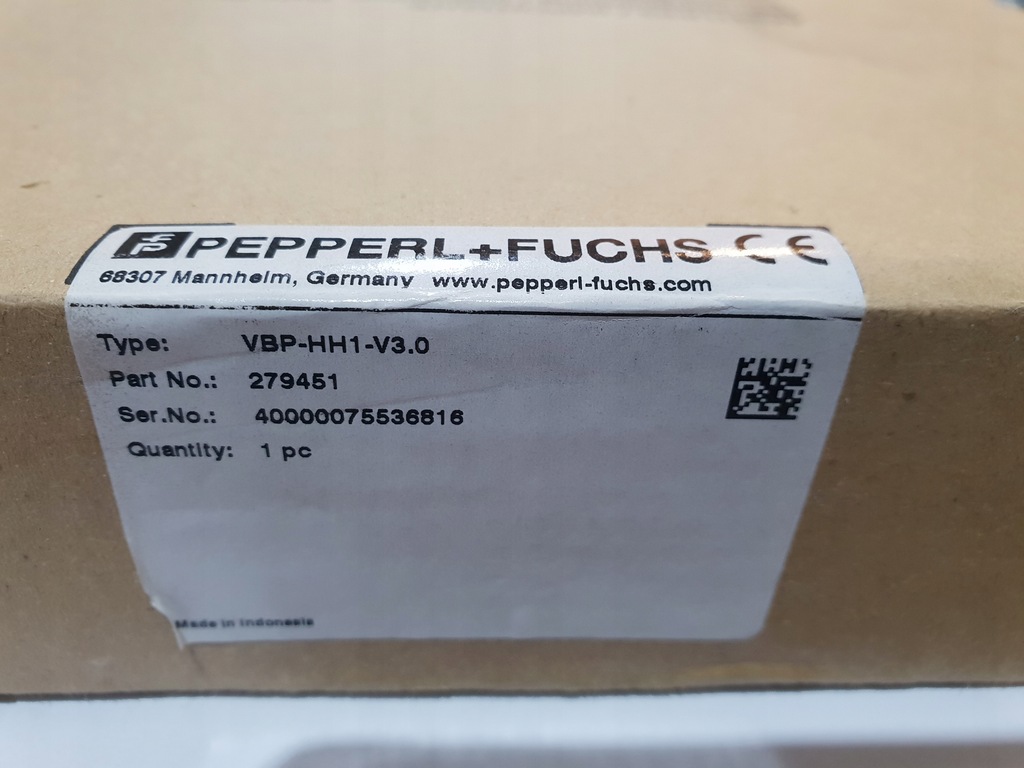 PEPPERL+FUCHS CE
68307 Mannheim, Germany www.pepperl-fuchs.com
Type: VBP-HH1-V3.0
Part No.: 279451
Ser.No.: 40000075536816
Quantity: 1 pc
Made in Indonesia